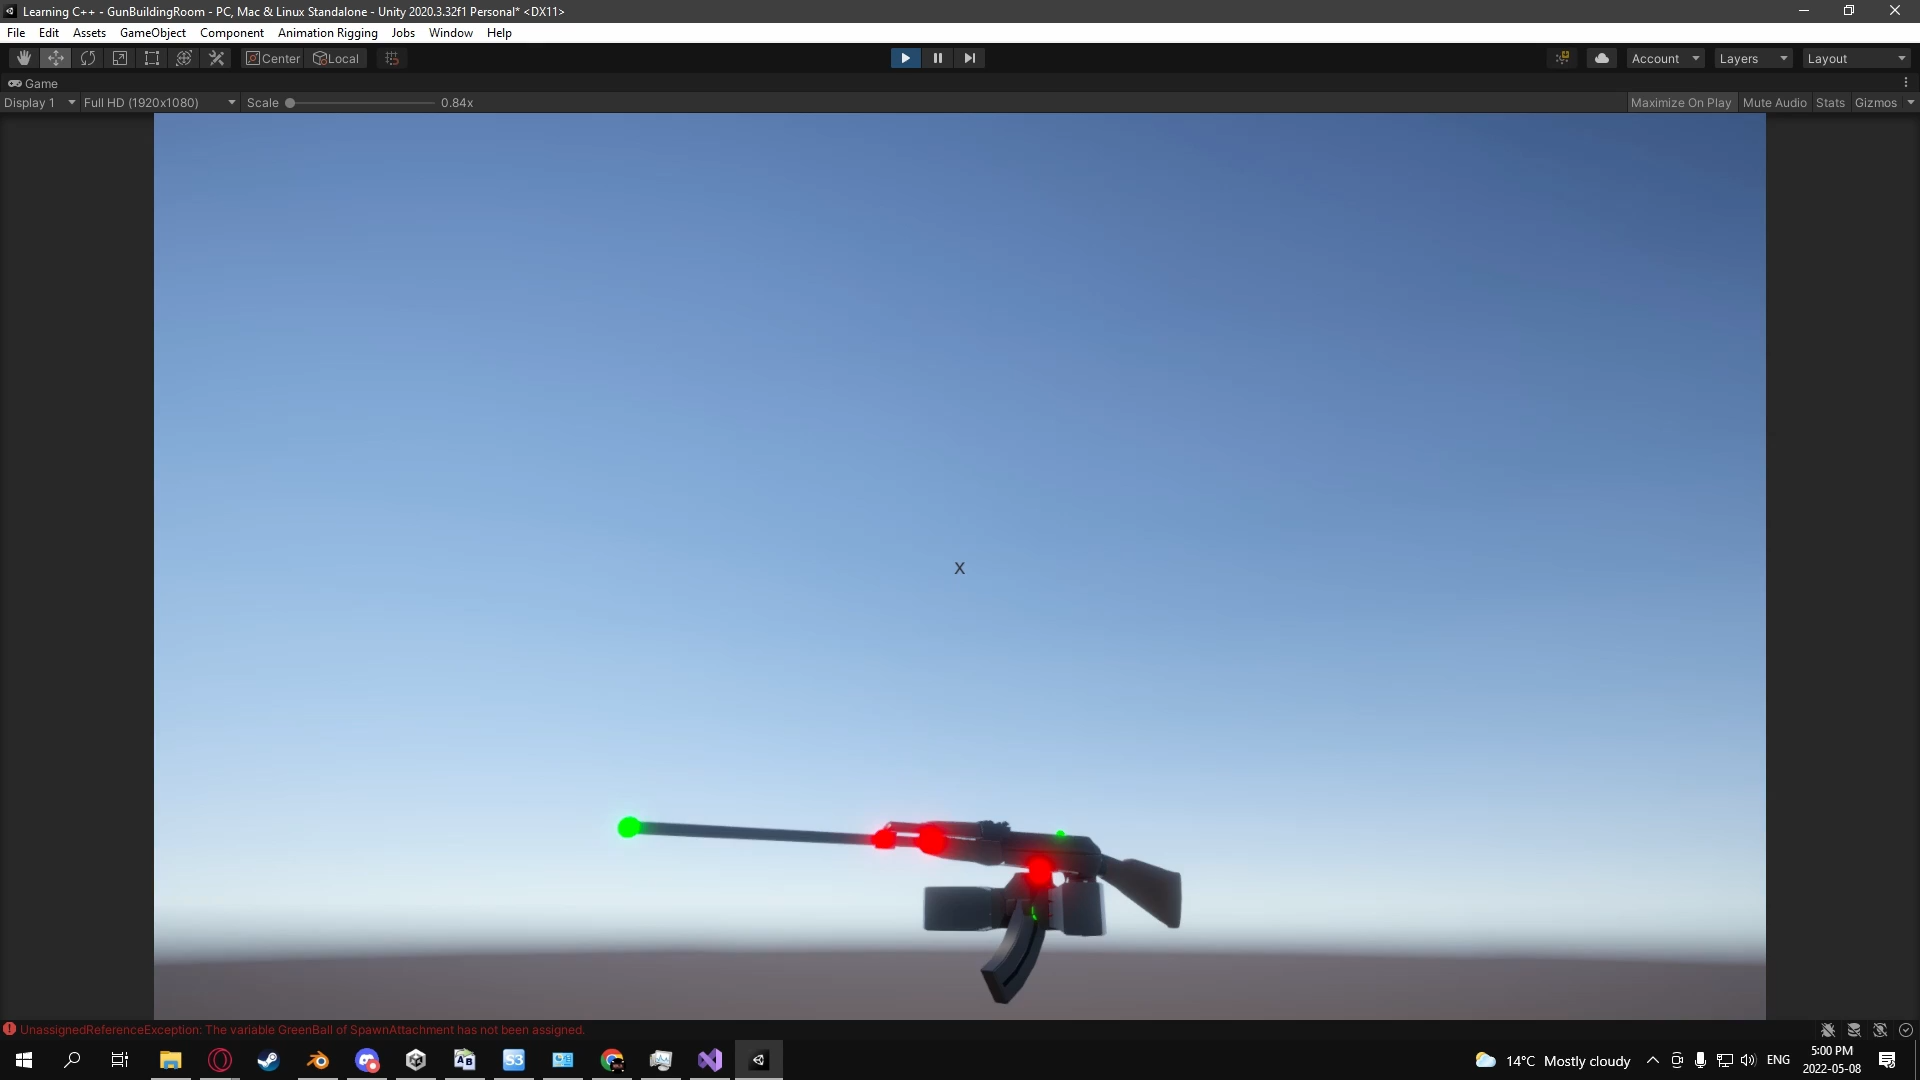 Learning C++ - GunBuildingRoom - PC, Mac & Linux Standalone - Unity 2020.3.32f1 Personal* <DX11>
File Edit Assets GameObject Component Animation Rigging Jobs Window Help
Center Local Account Layers Layout
Game
Display 1 Full HD (1920x1080) Scale 0.84x Maximize On Play Mute Audio Stats Gizmos
X
UnassignedReferenceException: The variable GreenBall of SpawnAttachment has not been assigned.
AB S3 14°C Mostly cloudy ENG 5:00 PM
2022-05-08